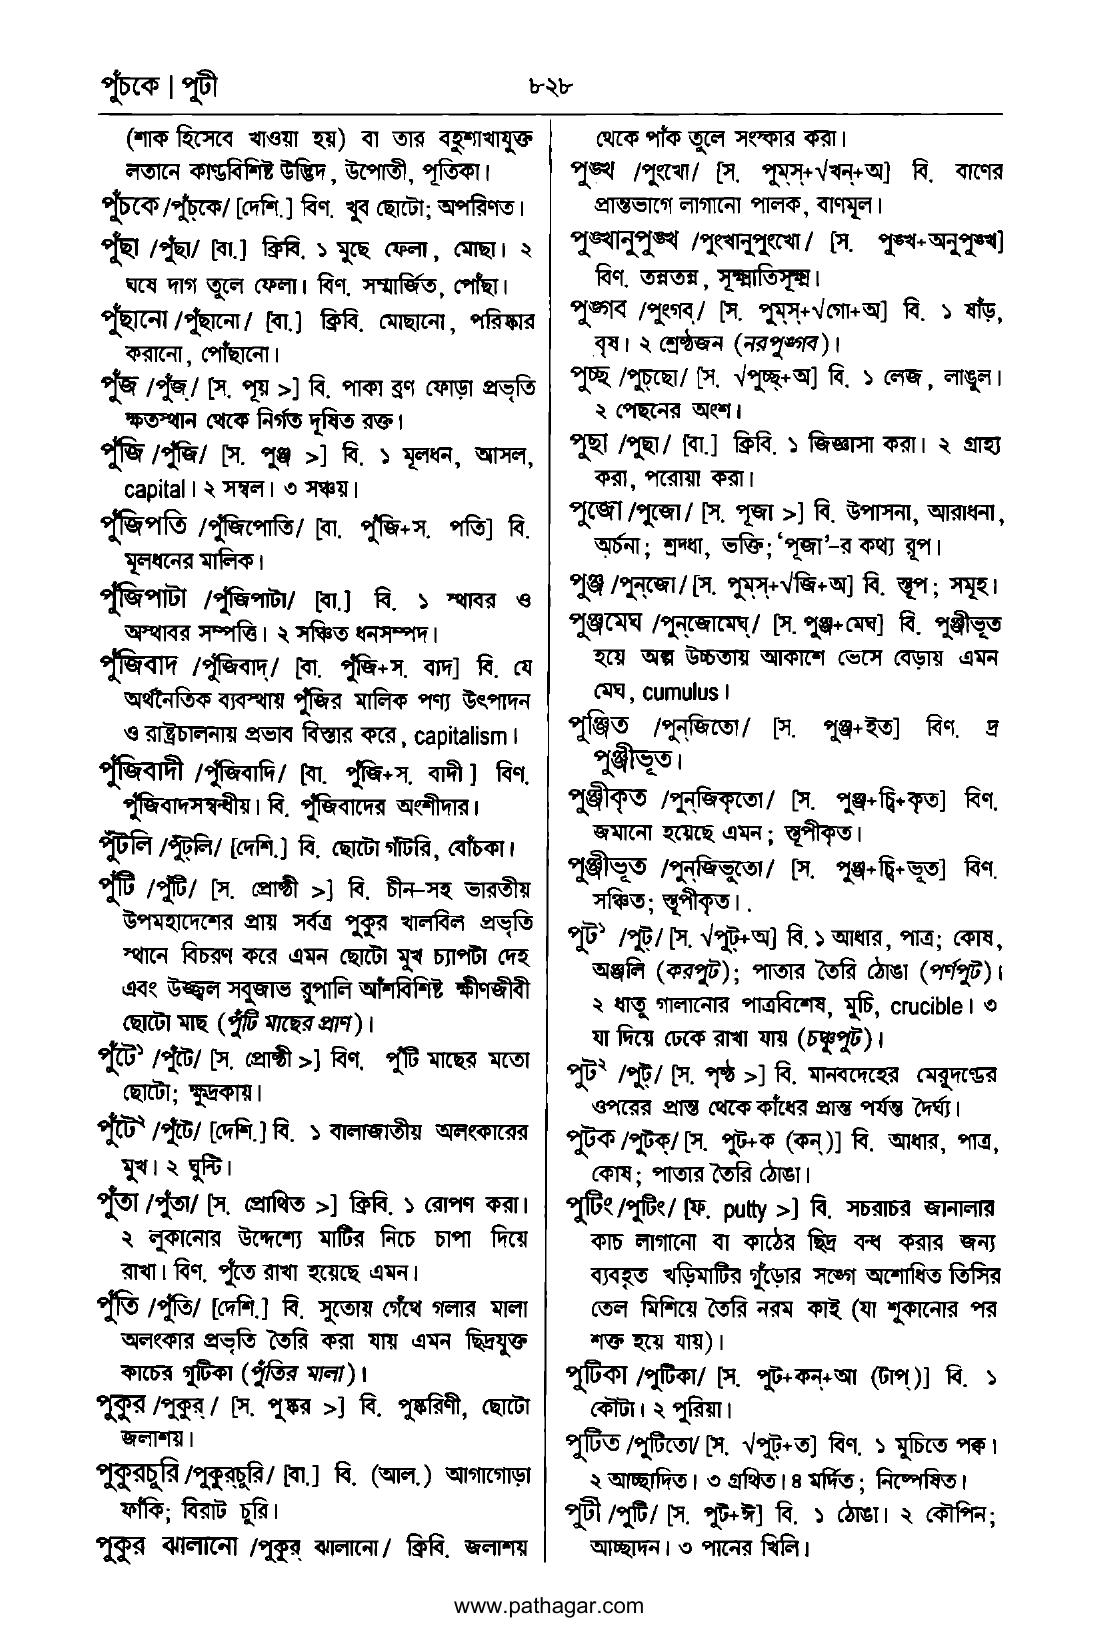 পুঁচকে | পুটী
৮২৮
(শাক হিসেবে খাওয়া হয়) বা তার বহুশাখাযুক্ত
লতানে কাণ্ডবিশিষ্ট উদ্ভিদ, উপোতী, পূতিকা।
পুঁচকে /পুঁচ্‌কে/ [দেশি.] বিণ. খুব ছোটো; অপরিণত।
পুঁছা /পুঁছা/ [বা.] ক্রিবি. ১ মুছে ফেলা, মোছা। ২
ঘষে দাগ তুলে ফেলা। বিণ. সম্মার্জিত, পোঁছা।
পুঁছানো /পুঁছানো/ [বা.] ক্রিবি. মোছানো, পরিষ্কার
করানো, পোঁছানো।
পুঁজ /পুঁজ্‌/ [স. পূয় >] বি. পাকা ব্রণ ফোড়া প্রভৃতি
ক্ষতস্থান থেকে নির্গত দূষিত রক্ত।
পুঁজি /পুঁজি/ [স. পুঞ্জ >] বি. ১ মূলধন, আসল,
capital। ২ সম্বল। ৩ সঞ্চয়।
পুঁজিপতি /পুঁজিপোতি/ [বা. পুঁজি+স. পতি] বি.
মূলধনের মালিক।
পুঁজিপাটা /পুঁজিপাটা/ [বা.] বি. ১ স্থাবর ও
অস্থাবর সম্পত্তি। ২ সঞ্চিত ধনসম্পদ।
পুঁজিবাদ /পুঁজিবাদ্‌/ [বা. পুঁজি+স. বাদ] বি. যে
অর্থনৈতিক ব্যবস্থায় পুঁজির মালিক পণ্য উৎপাদন
ও রাষ্ট্রচালনায় প্রভাব বিস্তার করে, capitalism।
পুঁজিবাদী /পুঁজিবাদি/ [বা. পুঁজি+স. বাদী ] বিণ.
পুঁজিবাদসম্বন্ধীয়। বি. পুঁজিবাদের অংশীদার।
পুঁটলি /পুঁট্‌লি/ [দেশি.] বি. ছোটো গাঁটরি, বোঁচকা।
পুঁটি /পুঁটি/ [স. প্রোষ্ঠী >] বি. চীন-সহ ভারতীয়
উপমহাদেশের প্রায় সর্বত্র পুকুর খালবিল প্রভৃতি
স্থানে বিচরণ করে এমন ছোটো মুখ চ্যাপটা দেহ
এবং উজ্জ্বল সবুজাভ রুপালি আঁশবিশিষ্ট ক্ষীণজীবী
ছোটো মাছ (পুঁটি মাছের প্রাণ)।
পুঁটে১ /পুঁটে/ [স. প্রোষ্ঠী >] বিণ. পুঁটি মাছের মতো
ছোটো; ক্ষুদ্রকায়।
পুঁটে২ /পুঁটে/ [দেশি.] বি. ১ বালাজাতীয় অলংকারের
মুখ। ২ ঘুন্টি।
পুঁতা /পুঁতা/ [স. প্রোথিত >] ক্রিবি. ১ রোপণ করা।
২ লুকানোর উদ্দেশ্যে মাটির নিচে চাপা দিয়ে
রাখা। বিণ. পুঁতে রাখা হয়েছে এমন।
পুঁতি /পুঁতি/ [দেশি.] বি. সুতোয় গেঁথে গলার মালা
অলংকার প্রভৃতি তৈরি করা যায় এমন ছিদ্রযুক্ত
কাচের গুটিকা (পুঁতির মালা)।
পুকুর /পুকুর্‌/ [স. পুষ্কর >] বি. পুষ্করিণী, ছোটো
জলাশয়।
পুকুরচুরি /পুকুর্‌চুরি/ [বা.] বি. (আল.) আগাগোড়া
ফাঁকি; বিরাট চুরি।
পুকুর ঝালানো /পুকুর্‌ ঝালানো/ ক্রিবি. জলাশয়
থেকে পাঁক তুলে সংস্কার করা।
পুঙ্খ /পুংখো/ [স. পুমস্‌+√খন্‌+অ] বি. বাণের
প্রান্তভাগে লাগানো পালক, বাণমূল।
পুঙ্খানুপুঙ্খ /পুংখানুপুংখো/ [স. পুঙ্খ+অনুপুঙ্খ]
বিণ. তন্নতন্ন, সূক্ষ্মাতিসূক্ষ্ম।
পুঙ্গব /পুংগব্‌/ [স. পুমস্‌+√গো+অ] বি. ১ ষাঁড়,
বৃষ। ২ শ্রেষ্ঠজন (নরপুঙ্গব)।
পুচ্ছ /পুচ্‌ছো/ [স. √পুচ্ছ্‌+অ] বি. ১ লেজ, লাঙুল।
২ পেছনের অংশ।
পুছা /পুছা/ [বা.] ক্রিবি. ১ জিজ্ঞাসা করা। ২ গ্রাহ্য
করা, পরোয়া করা।
পুজো /পুজো/ [স. পূজা >] বি. উপাসনা, আরাধনা,
অর্চনা; শ্রদ্ধা, ভক্তি; ‘পূজা’-র কথ্য রূপ।
পুঞ্জ /পুন্‌জো/ [স. পুমস্‌+√জি+অ] বি. স্তূপ; সমূহ।
পুঞ্জমেঘ /পুন্‌জোমেঘ্‌/ [স. পুঞ্জ+মেঘ] বি. পুঞ্জীভূত
হয়ে অল্প উচ্চতায় আকাশে ভেসে বেড়ায় এমন
মেঘ, cumulus।
পুঞ্জিত /পুন্‌জিতো/ [স. পুঞ্জ+ইত] বিণ. দ্র
পুঞ্জীভূত।
পুঞ্জীকৃত /পুন্‌জিকৃতো/ [স. পুঞ্জ+চ্বি+কৃত] বিণ.
জমানো হয়েছে এমন; স্তূপীকৃত।
পুঞ্জীভূত /পুন্‌জিভুতো/ [স. পুঞ্জ+চ্বি+ভূত] বিণ.
সঞ্চিত; স্তূপীকৃত।.
পুট১ /পুট্‌/ [স. √পুট্‌+অ] বি. ১ আধার, পাত্র; কোষ,
অঞ্জলি (করপুট); পাতার তৈরি ঠোঙা (পর্ণপুট)।
২ ধাতু গালানোর পাত্রবিশেষ, মুচি, crucible। ৩
যা দিয়ে ঢেকে রাখা যায় (চঞ্চুপুট)।
পুট২ /পুট্‌/ [স. পৃষ্ঠ >] বি. মানবদেহের মেরুদণ্ডের
ওপরের প্রান্ত থেকে কাঁধের প্রান্ত পর্যন্ত দৈর্ঘ্য।
পুটক /পুটক্‌/ [স. পুট+ক (কন্‌)] বি. আধার, পাত্র,
কোষ; পাতার তৈরি ঠোঙা।
পুটিং /পুটিং/ [ফ. putty >] বি. সচরাচর জানালার
কাচ লাগানো বা কাঠের ছিদ্র বন্ধ করার জন্য
ব্যবহৃত খড়িমাটির গুঁড়োর সঙ্গে অশোধিত তিসির
তেল মিশিয়ে তৈরি নরম কাই (যা শুকানোর পর
শক্ত হয়ে যায়)।
পুটিকা /পুটিকা/ [স. পুট+কন্‌+আ (টাপ্‌)] বি. ১
কৌটা। ২ পুরিয়া।
পুটিত /পুটিতো/ [স. √পুট্‌+ত] বিণ. ১ মুচিতে পক্ব।
২ আচ্ছাদিত। ৩ গ্রথিত। ৪ মর্দিত; নিষ্পেষিত।
পুটী /পুটি/ [স. পুট+ঈ] বি. ১ ঠোঙা। ২ কৌপিন;
আচ্ছাদন। ৩ পানের খিলি।
www.pathagar.com